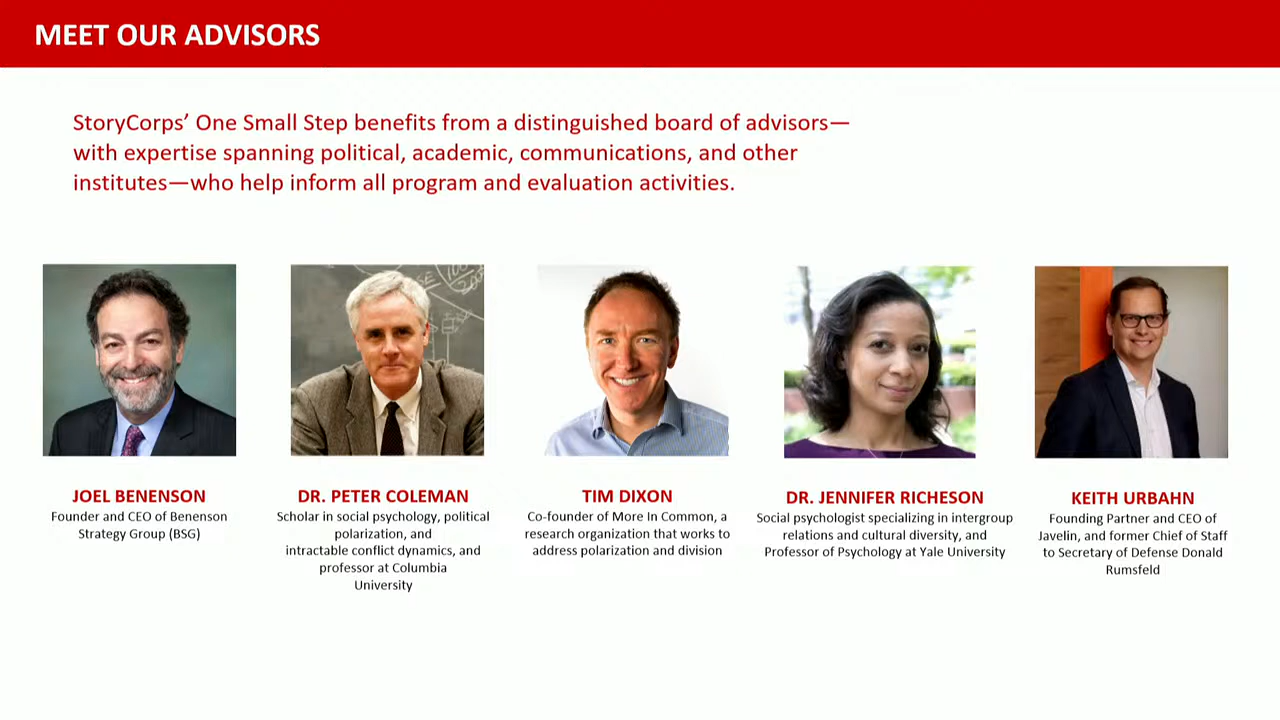 MEET OUR ADVISORS
StoryCorps’ One Small Step benefits from a distinguished board of advisors—
with expertise spanning political, academic, communications, and other
institutes—who help inform all program and evaluation activities.
JOEL BENENSON
Founder and CEO of Benenson
Strategy Group (BSG)
DR. PETER COLEMAN
Scholar in social psychology, political
polarization, and
intractable conflict dynamics, and
professor at Columbia
University
TIM DIXON
Co-founder of More In Common, a
research organization that works to
address polarization and division
DR. JENNIFER RICHESON
Social psychologist specializing in intergroup
relations and cultural diversity, and
Professor of Psychology at Yale University
KEITH URBAHN
Founding Partner and CEO of
Javelin, and former Chief of Staff
to Secretary of Defense Donald
Rumsfeld